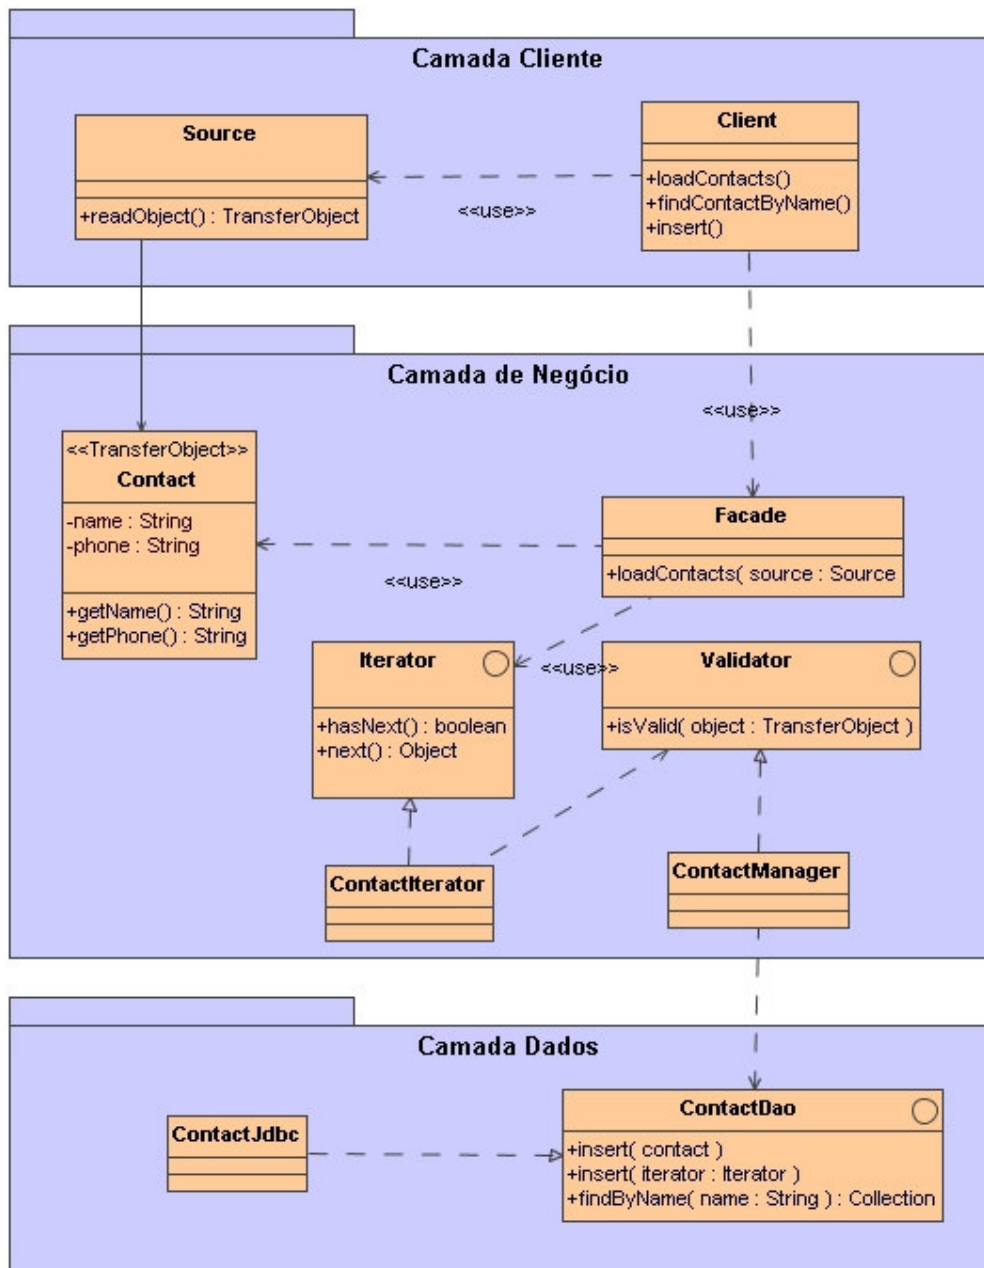 Camada Cliente
Source
+readObject() : TransferObject
<<use>>
Client
+loadContacts()
+findContactByName()
+insert()
Camada de Negócio
<<use>>
<<TransferObject>>
Contact
-name : String
-phone : String
+getName() : String
+getPhone() : String
<<use>>
Facade
+loadContacts( source : Source
Iterator
+hasNext() : boolean
+next() : Object
<<use>>
Validator
+isValid( object : TransferObject )
ContactIterator
ContactManager
Camada Dados
ContactJdbc
ContactDao
+insert( contact )
+insert( iterator : Iterator )
+findByName( name : String ) : Collection